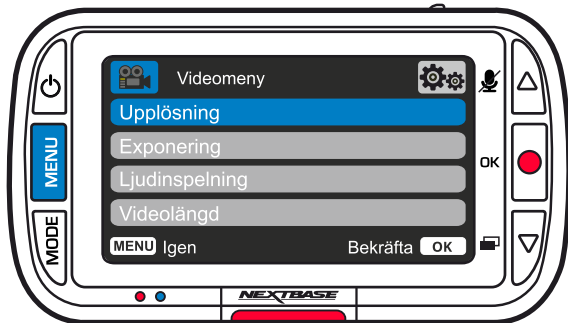 Videomeny
Upplösning
Exponering
Ljudinspelning
Videolängd
MENU Igen
Bekräfta OK
MENU
MODE
OK
NEXTBASE